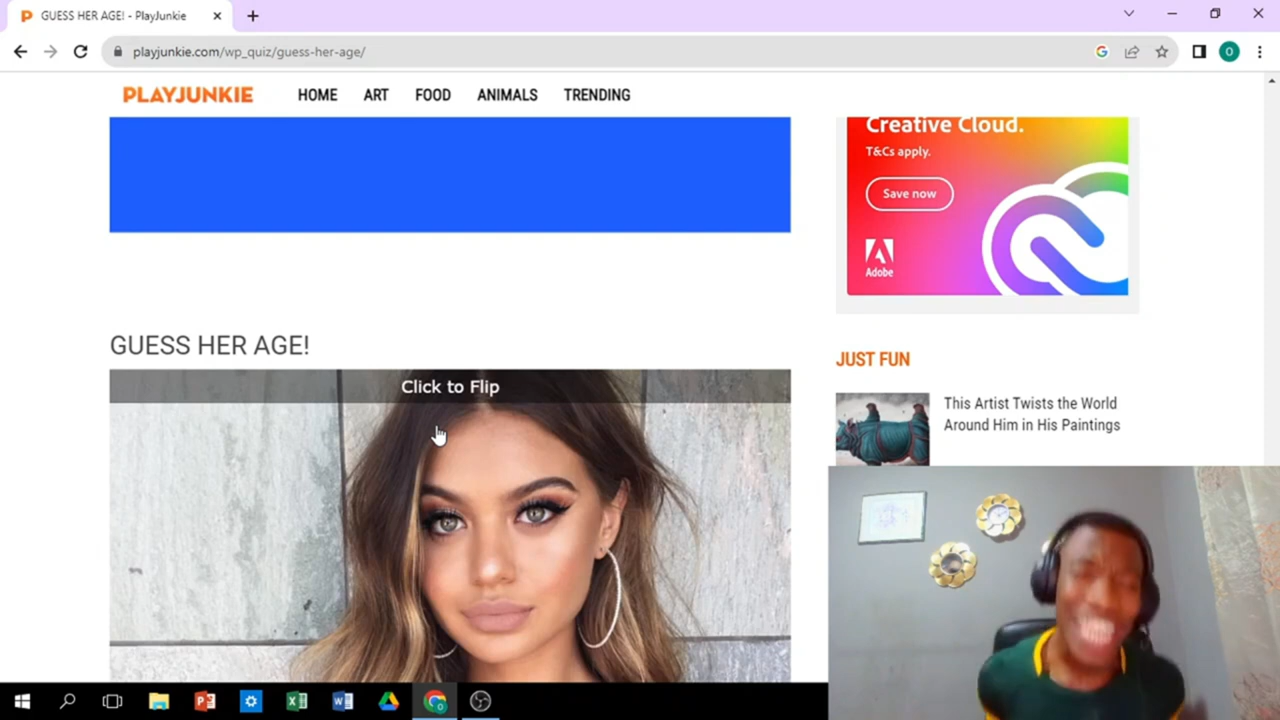 GUESS HER AGE! - PlayJunkie
playjunkie.com/wp_quiz/guess-her-age/
PLAYJUNKIE HOME ART FOOD ANIMALS TRENDING
Creative Cloud.
T&Cs apply.
Save now
Adobe
GUESS HER AGE!
Click to Flip
JUST FUN
This Artist Twists the World
Around Him in His Paintings